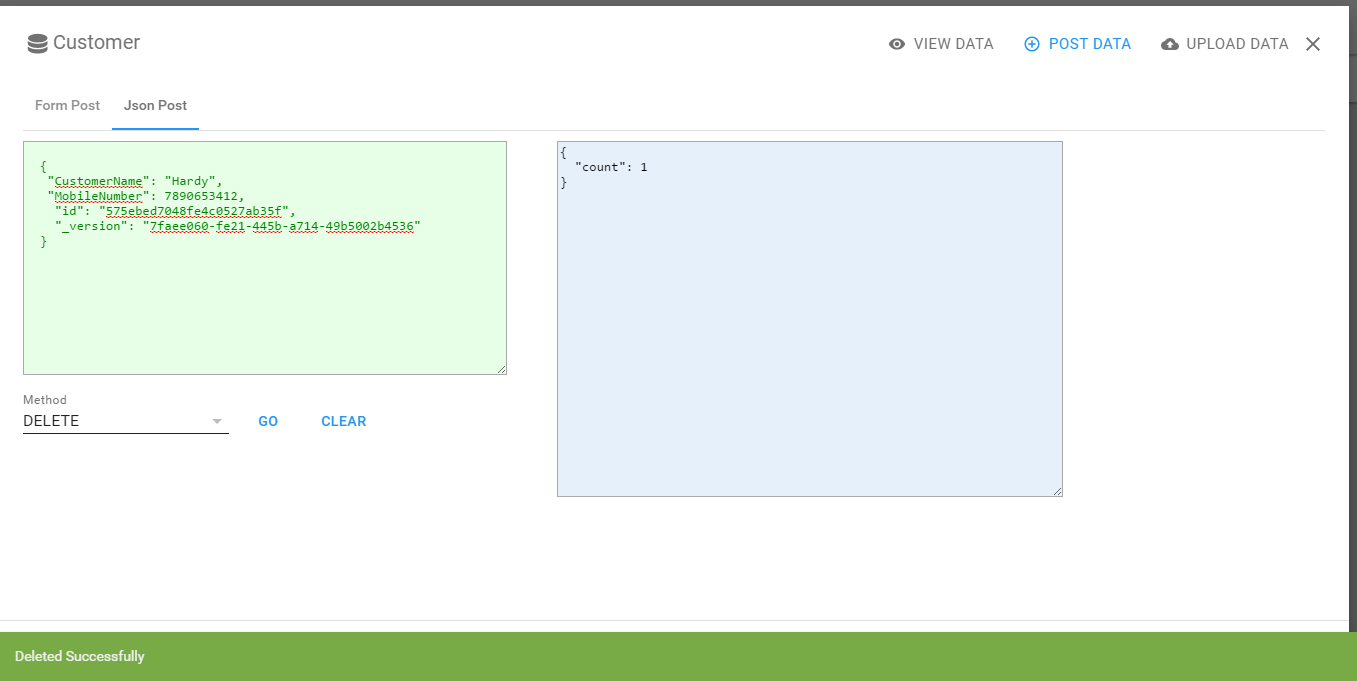 Customer
VIEW DATA
POST DATA
UPLOAD DATA
Form Post
Json Post
{
"CustomerName": "Hardy",
"MobileNumber": 7890653412,
"id": "575ebed7048fe4c0527ab35f",
"_version": "7faee060-fe21-445b-a714-49b5002b4536"
}
{
"count": 1
}
Method
DELETE
GO
CLEAR
Deleted Successfully